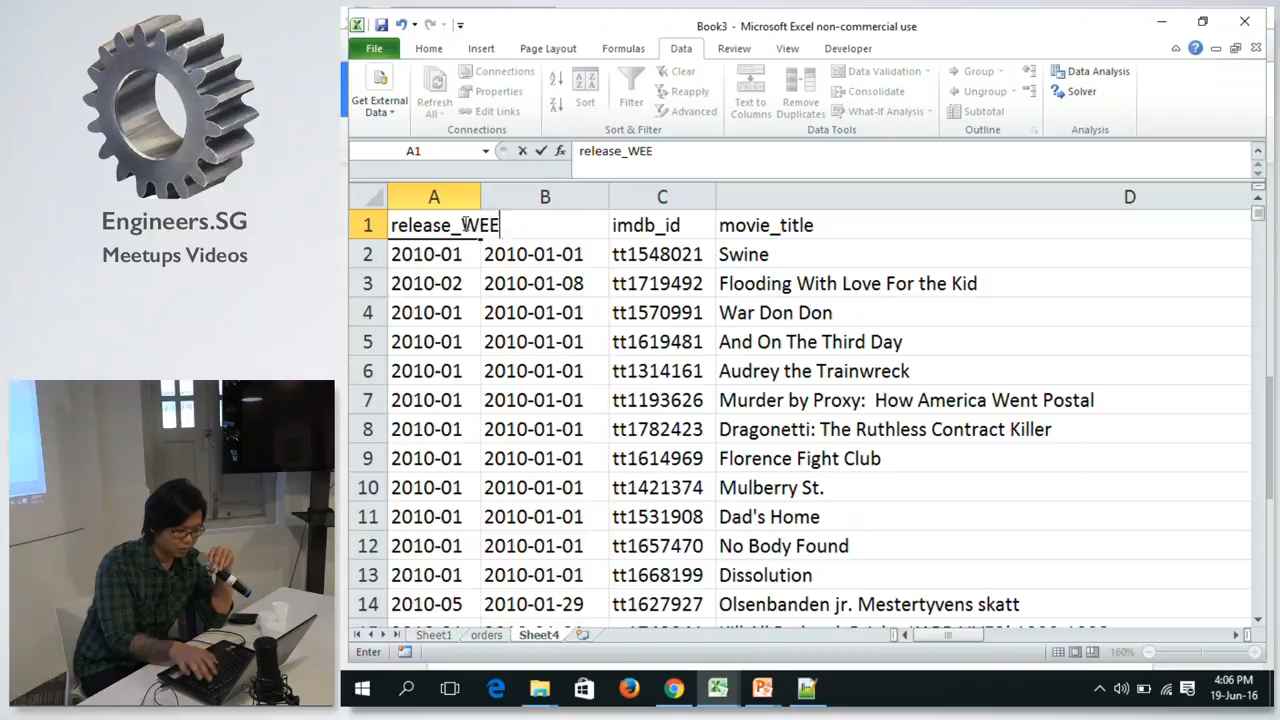 Engineers.SG
Meetups Videos
Book3 - Microsoft Excel non-commercial use
File Home Insert Page Layout Formulas Data Review View Developer
Get External Data
Refresh All
Connections
Properties
Edit Links
Connections
Sort
Filter
Clear
Reapply
Advanced
Sort & Filter
Text to Columns
Remove Duplicates
Data Validation
Consolidate
What-If Analysis
Data Tools
Group
Ungroup
Subtotal
Outline
Data Analysis
Solver
Analysis
A1 fx release_WEE
A B C D
1 release_WEE imdb_id movie_title
2 2010-01 2010-01-01 tt1548021 Swine
3 2010-02 2010-01-08 tt1719492 Flooding With Love For the Kid
4 2010-01 2010-01-01 tt1570991 War Don Don
5 2010-01 2010-01-01 tt1619481 And On The Third Day
6 2010-01 2010-01-01 tt1314161 Audrey the Trainwreck
7 2010-01 2010-01-01 tt1193626 Murder by Proxy: How America Went Postal
8 2010-01 2010-01-01 tt1782423 Dragonetti: The Ruthless Contract Killer
9 2010-01 2010-01-01 tt1614969 Florence Fight Club
10 2010-01 2010-01-01 tt1421374 Mulberry St.
11 2010-01 2010-01-01 tt1531908 Dad's Home
12 2010-01 2010-01-01 tt1657470 No Body Found
13 2010-01 2010-01-01 tt1668199 Dissolution
14 2010-05 2010-01-29 tt1627927 Olsenbanden jr. Mestertyvens skatt
Sheet1 orders Sheet4
Enter 160%
4:06 PM
19-Jun-16